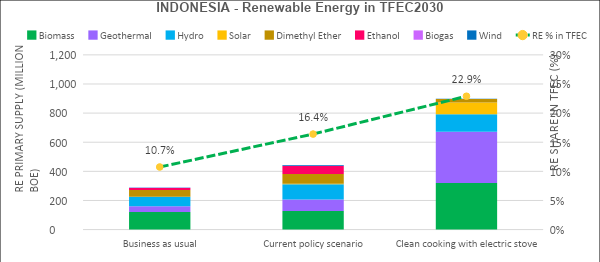 INDONESIA - Renewable Energy in TFEC2030
Biomass Geothermal Hydro Solar Dimethyl Ether Ethanol Biogas Wind RE % in TFEC
RE PRIMARY SUPPLY (MILLION
BOE)
1,200
1,000
800
600
400
200
0
10.7%
16.4%
22.9%
30%
25%
20%
15%
10%
5%
0%
RE SHARE IN TFEC (%)
Business as usual
Current policy scenario
Clean cooking with electric stove